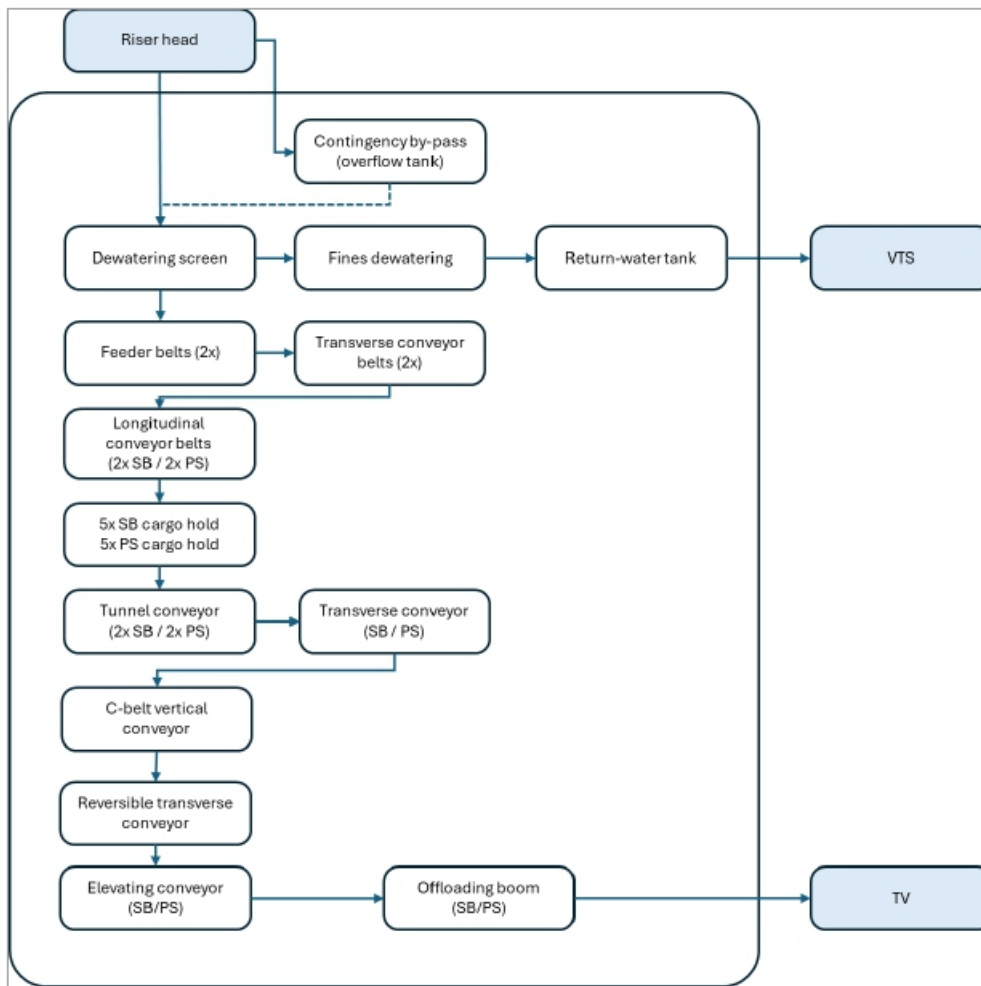 Riser head
Contingency by-pass
(overflow tank)
Dewatering screen
Fines dewatering
Return-water tank
VTS
Feeder belts (2x)
Transverse conveyor
belts (2x)
Longitudinal
conveyor belts
(2x SB / 2x PS)
5x SB cargo hold
5x PS cargo hold
Tunnel conveyor
(2x SB / 2x PS)
Transverse conveyor
(SB / PS)
C-belt vertical
conveyor
Reversible transverse
conveyor
Elevating conveyor
(SB/PS)
Offloading boom
(SB/PS)
TV